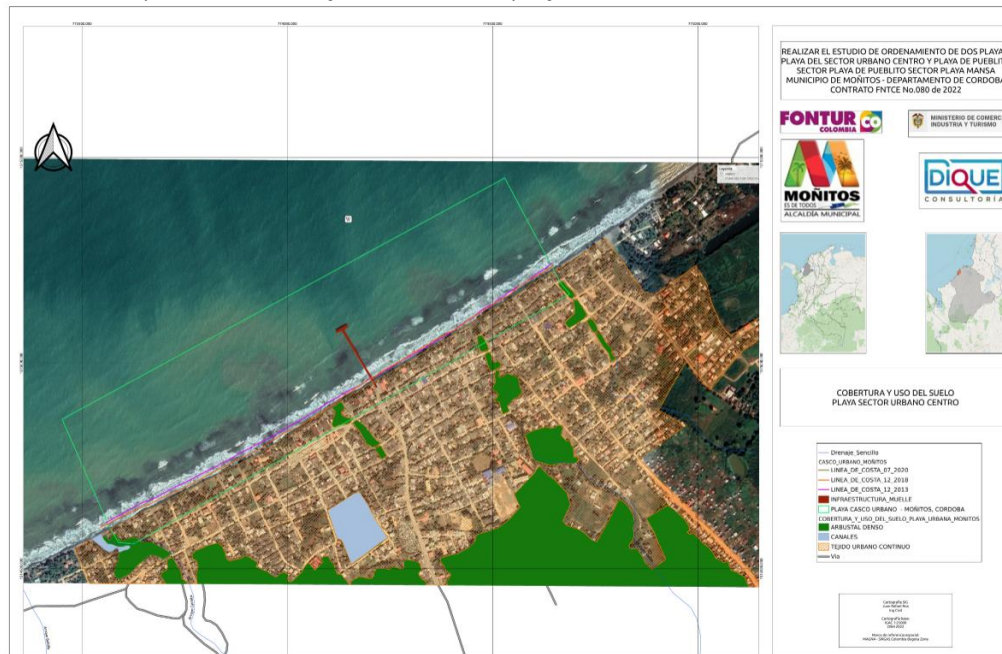 REALIZAR EL ESTUDIO DE ORDENAMIENTO DE DOS PLAYA
PLAYA DEL SECTOR URBANO CENTRO Y PLAYA DE PUEBLIT
SECTOR PLAYA DE PUEBLITO SECTOR PLAYA MANSA
MUNICIPIO DE MOÑITOS - DEPARTAMENTO DE CORDOBA
CONTRATO FNTCE No.080 de 2022
FONTUR CO
COLOMBIA
MINISTERIO DE COMERC
INDUSTRIA Y TURISMO
MOÑITOS
ES DE TODOS
ALCALDÍA MUNICIPAL
DIQUE
CONSULTORÍA
COBERTURA Y USO DEL SUELO
PLAYA SECTOR URBANO CENTRO
Drenaje_Sencillo
CASCO_URBANO_MOÑITOS
LINEA_DE_COSTA_07_2020
LINEA_DE_COSTA_12_2018
LINEA_DE_COSTA_12_2013
INFRAESTRUCTURA_MUELLE
PLAYA CASCO URBANO - MOÑITOS, CORDOBA
COBERTURA_Y_USO_DEL_SUELO_PLAYA_URBANA_MONITOS
ARBUSTAL DENSO
CANALES
TEJIDO URBANO CONTINUO
Vía